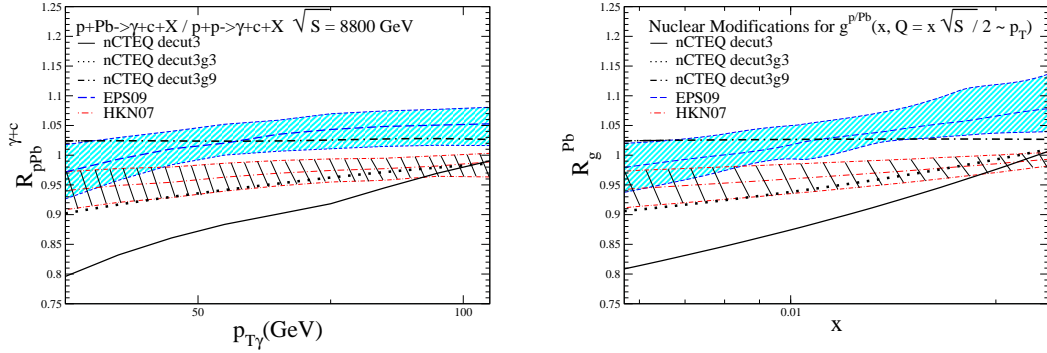 p+Pb->γ+c+X / p+p->γ+c+X √S = 8800 GeV
nCTEQ decut3
nCTEQ decut3g3
nCTEQ decut3g9
EPS09
HKN07
1.25
1.2
1.15
1.1
1.05
1
0.95
0.9
0.85
0.8
0.75
R_pPb^γ+c
50
100
p_Tγ(GeV)
Nuclear Modifications for g^p/Pb(x, Q = x √S / 2 ~ p_T)
nCTEQ decut3
nCTEQ decut3g3
nCTEQ decut3g9
EPS09
HKN07
1.25
1.2
1.15
1.1
1.05
1
0.95
0.9
0.85
0.8
0.75
R_g^Pb
0.01
x